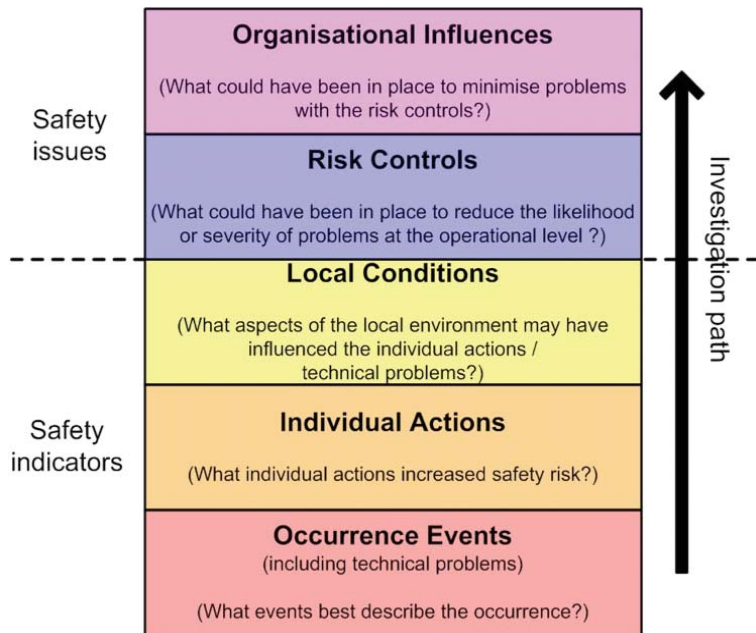 Organisational Influences
(What could have been in place to minimise problems
with the risk controls?)
Safety
issues
Risk Controls
(What could have been in place to reduce the likelihood
or severity of problems at the operational level ?)
Local Conditions
(What aspects of the local environment may have
influenced the individual actions /
technical problems?)
Safety
indicators
Individual Actions
(What individual actions increased safety risk?)
Occurrence Events
(including technical problems)
(What events best describe the occurrence?)
Investigation path